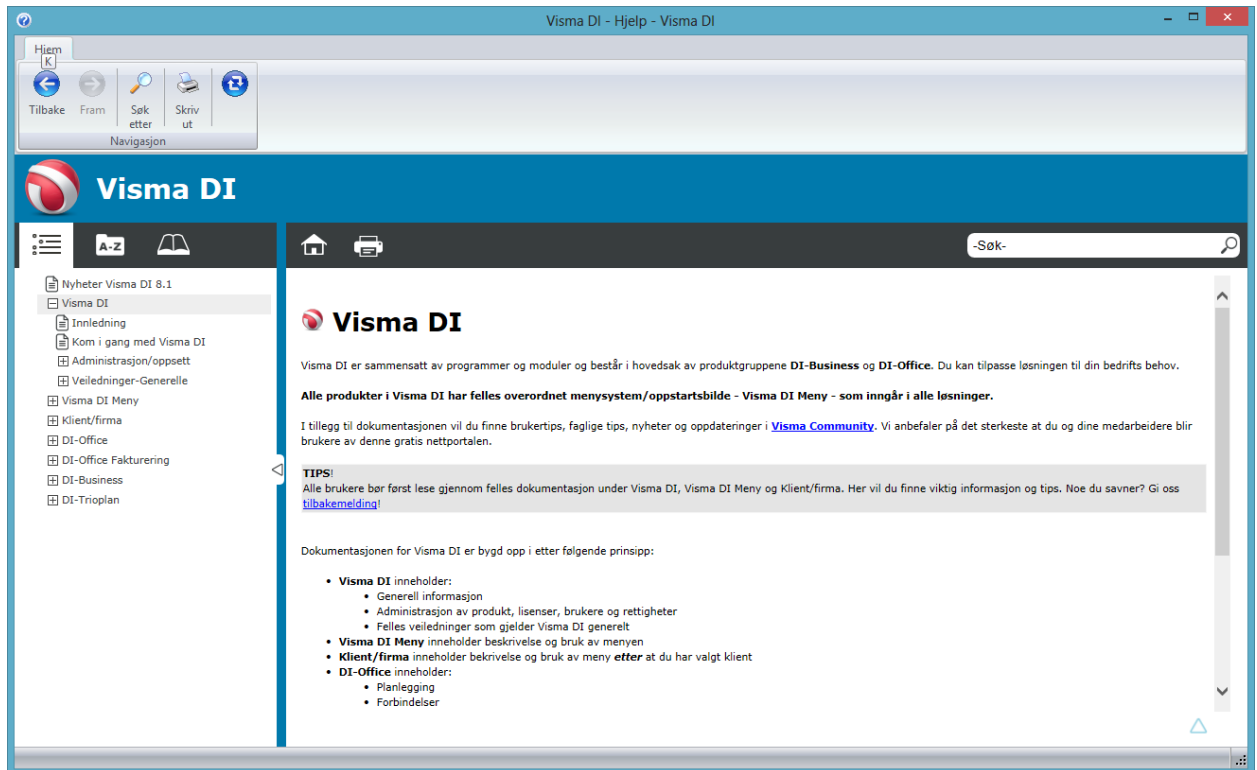 Visma DI - Hjelp - Visma DI
Hjem
K
Tilbake
Fram
Søk
etter
Skriv
ut
Navigasjon
Visma DI
A-Z
-Søk-
Nyheter Visma DI 8.1
Visma DI
Innledning
Kom i gang med Visma DI
Administrasjon/oppsett
Veiledninger-Generelle
Visma DI Meny
Klient/firma
DI-Office
DI-Office Fakturering
DI-Business
DI-Trioplan
Visma DI
Visma DI er sammensatt av programmer og moduler og består i hovedsak av produktgruppene DI-Business og DI-Office. Du kan tilpasse løsningen til din bedrifts behov.
Alle produkter i Visma DI har felles overordnet menysystem/oppstartsbilde - Visma DI Meny - som inngår i alle løsninger.
I tillegg til dokumentasjonen vil du finne brukertips, faglige tips, nyheter og oppdateringer i Visma Community. Vi anbefaler på det sterkeste at du og dine medarbeidere blir
brukere av denne gratis nettportalen.
TIPS!
Alle brukere bør først lese gjennom felles dokumentasjon under Visma DI, Visma DI Meny og Klient/firma. Her vil du finne viktig informasjon og tips. Noe du savner? Gi oss
tilbakemelding!
Dokumentasjonen for Visma DI er bygd opp i etter følgende prinsipp:
• Visma DI inneholder:
• Generell informasjon
• Administrasjon av produkt, lisenser, brukere og rettigheter
• Felles veiledninger som gjelder Visma DI generelt
• Visma DI Meny inneholder beskrivelse og bruk av menyen
• Klient/firma inneholder bekrivelse og bruk av meny etter at du har valgt klient
• DI-Office inneholder:
• Planlegging
• Forbindelser